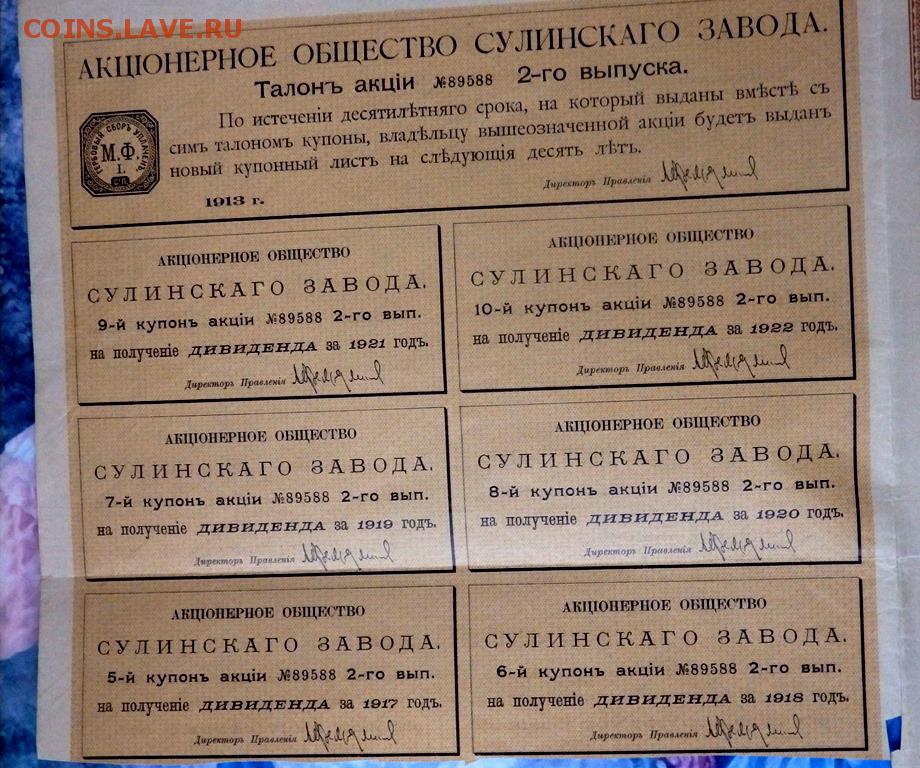 COINS.LAVE.RU
АКЦІОНЕРНОЕ ОБЩЕСТВО СУЛИНСКАГО ЗАВОДА.
Талонъ акціи №89588 2-го выпуска.
По истеченіи десятилѣтняго срока, на который выданы вмѣстѣ съ
симъ талономъ купоны, владѣльцу вышеозначенной акціи будетъ выданъ
новый купонный листъ на слѣдующія десять лѣтъ.
ГЕРБОВЫЙ СБОРЪ УПЛАЧЕНЪ.
М.Ф.
I.
Директоръ Правленія
1913 г.
АКЦІОНЕРНОЕ ОБЩЕСТВО
СУЛИНСКАГО ЗАВОДА.
9-й купонъ акціи №89588 2-го вып.
на полученіе ДИВИДЕНДА за 1921 годъ.
Директоръ Правленія
АКЦІОНЕРНОЕ ОБЩЕСТВО
СУЛИНСКАГО ЗАВОДА.
10-й купонъ акціи №89588 2-го вып.
на полученіе ДИВИДЕНДА за 1922 годъ.
Директоръ Правленія
АКЦІОНЕРНОЕ ОБЩЕСТВО
СУЛИНСКАГО ЗАВОДА.
7-й купонъ акціи №89588 2-го вып.
на полученіе ДИВИДЕНДА за 1919 годъ.
Директоръ Правленія
АКЦІОНЕРНОЕ ОБЩЕСТВО
СУЛИНСКАГО ЗАВОДА.
8-й купонъ акціи №89588 2-го вып.
на полученіе ДИВИДЕНДА за 1920 годъ.
Директоръ Правленія
АКЦІОНЕРНОЕ ОБЩЕСТВО
СУЛИНСКАГО ЗАВОДА.
5-й купонъ акціи №89588 2-го вып.
на полученіе ДИВИДЕНДА за 1917 годъ.
Директоръ Правленія
АКЦІОНЕРНОЕ ОБЩЕСТВО
СУЛИНСКАГО ЗАВОДА.
6-й купонъ акціи №89588 2-го вып.
на полученіе ДИВИДЕНДА за 1918 годъ.
Директоръ Правленія